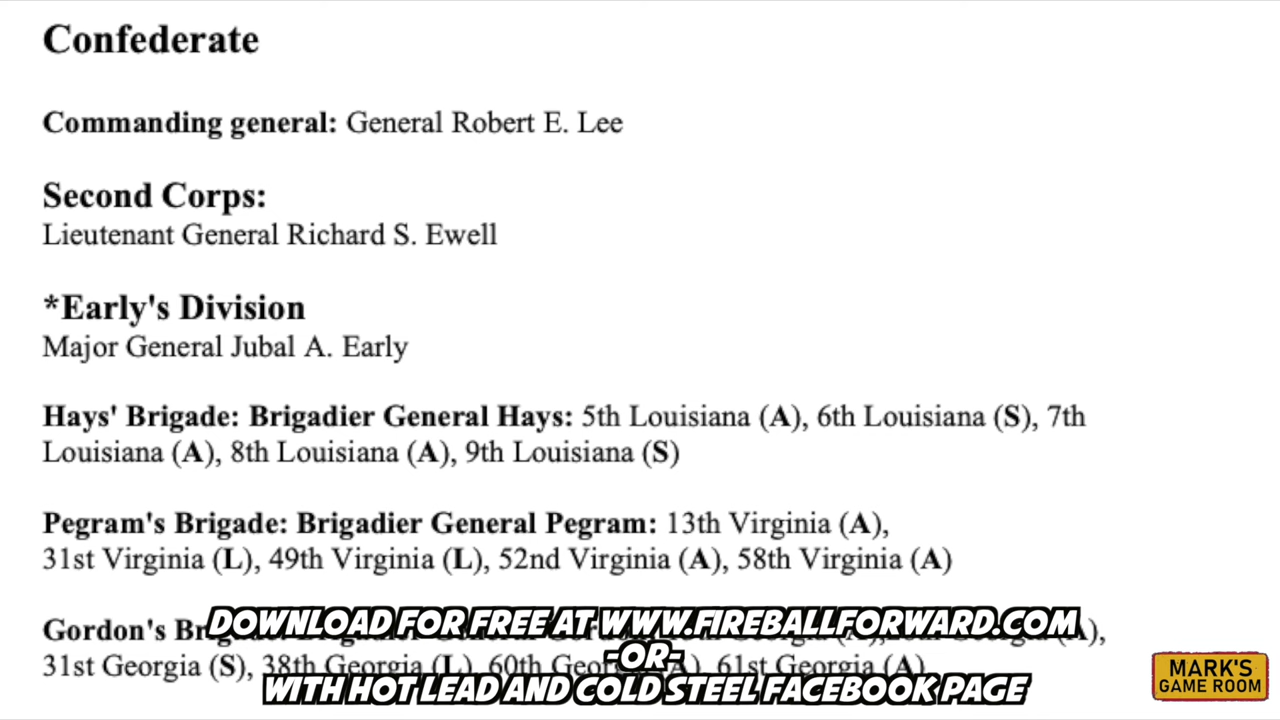 Confederate
Commanding general: General Robert E. Lee
Second Corps:
Lieutenant General Richard S. Ewell
*Early's Division
Major General Jubal A. Early
Hays' Brigade: Brigadier General Hays: 5th Louisiana (A), 6th Louisiana (S), 7th
Louisiana (A), 8th Louisiana (A), 9th Louisiana (S)
Pegram's Brigade: Brigadier General Pegram: 13th Virginia (A),
31st Virginia (L), 49th Virginia (L), 52nd Virginia (A), 58th Virginia (A)
Gordon's
31st Georgia (S), 38th Georgia (L), 60th 61st Georgia (A)
DOWNLOAD FOR FREE AT WWW.FIREBALLFORWARD.COM
-OR-
WITH HOT LEAD AND COLD STEEL FACEBOOK PAGE
MARK'S
GAME ROOM